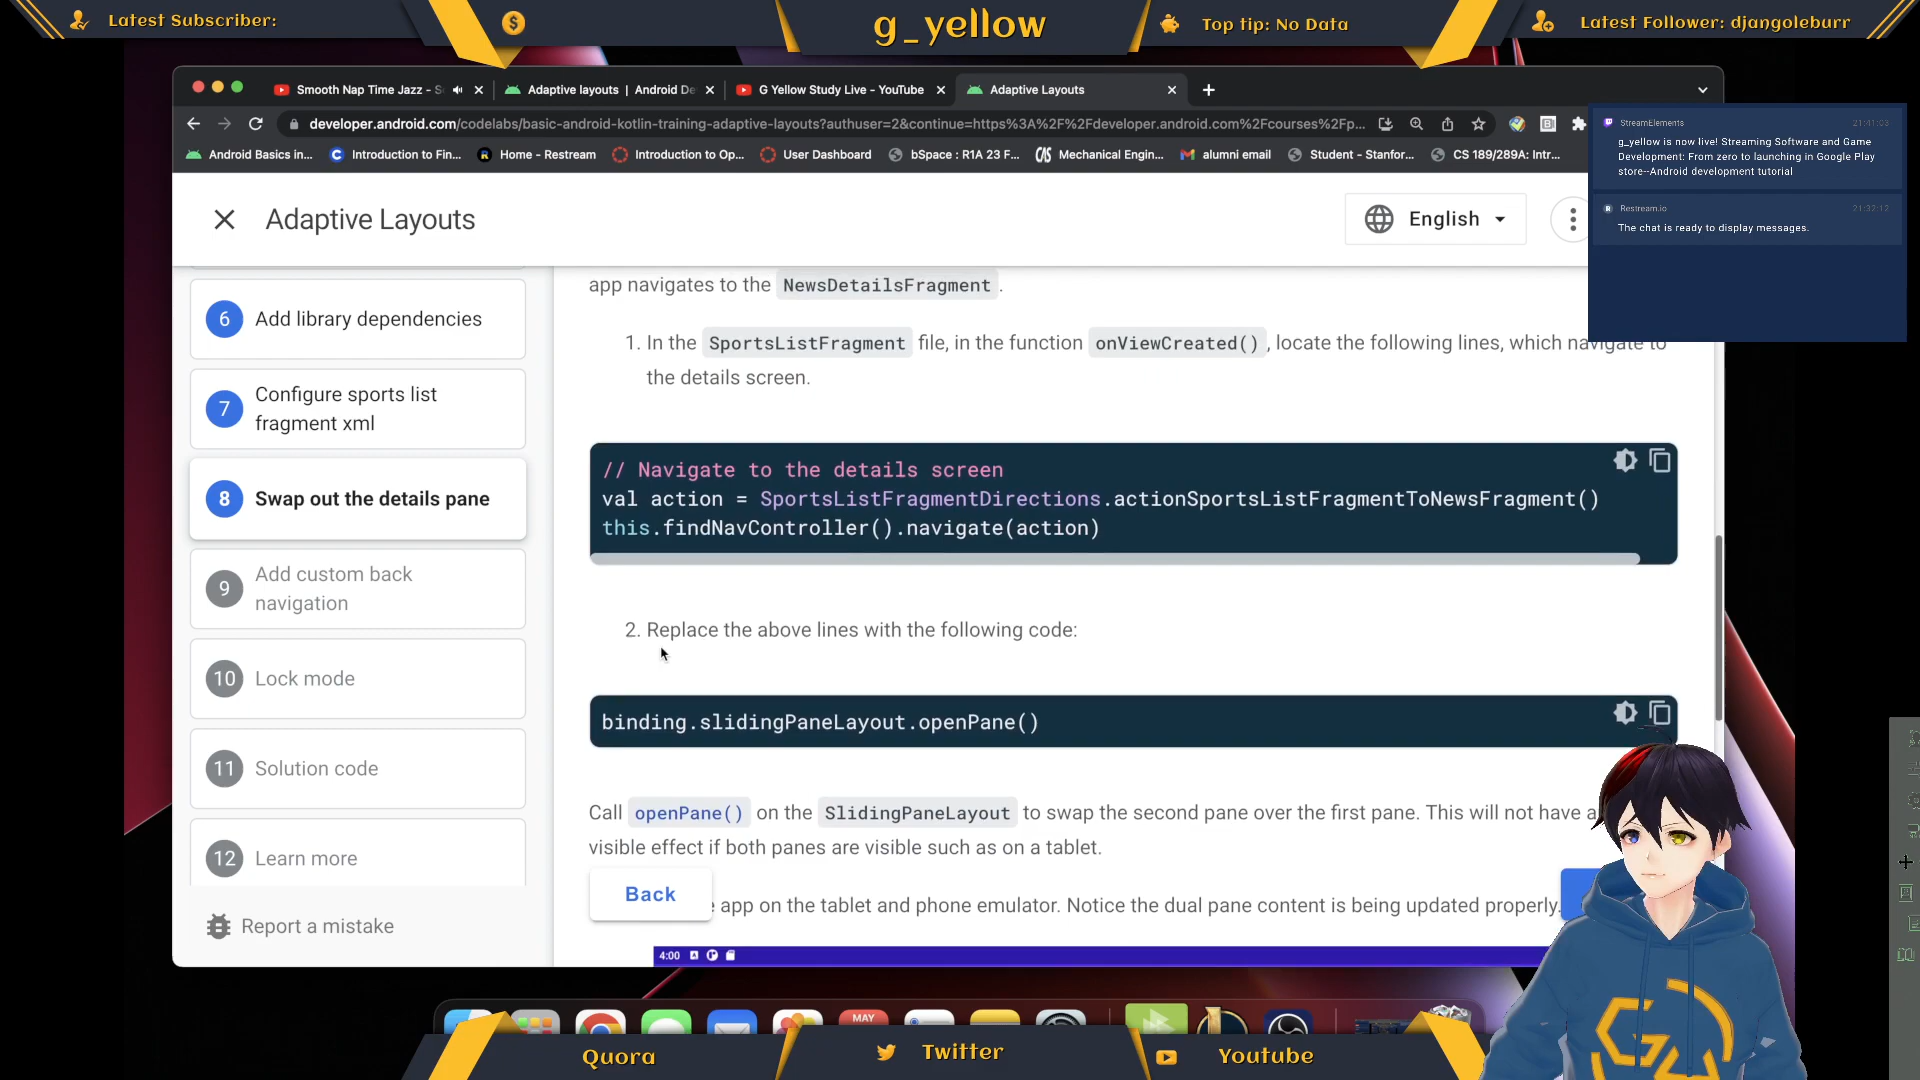 Latest Subscriber:
g_yellow
Top tip: No Data
Latest Follower: djangoleburr
Smooth Nap Time Jazz - S
Adaptive layouts | Android De
G Yellow Study Live - YouTube
Adaptive Layouts
developer.android.com/codelabs/basic-android-kotlin-training-adaptive-layouts?authuser=2&continue=https%3A%2F%2Fdeveloper.android.com%2Fcourses%2Fp...
Android Basics in...
Introduction to Fin...
Home - Restream
Introduction to Op...
User Dashboard
bSpace : R1A 23 F...
Mechanical Engin...
alumni email
Student - Stanfor...
CS 189/289A: Intr...
StreamElements
21:41:03
g_yellow is now live! Streaming Software and Game
Development: From zero to launching in Google Play
store--Android development tutorial
Restream.io
21:32:12
The chat is ready to display messages.
Adaptive Layouts
English
6 Add library dependencies
7 Configure sports list
fragment xml
8 Swap out the details pane
9 Add custom back
navigation
10 Lock mode
11 Solution code
12 Learn more
Report a mistake
app navigates to the NewsDetailsFragment.
1. In the SportsListFragment file, in the function onViewCreated(), locate the following lines, which navigate to
the details screen.
// Navigate to the details screen
val action = SportsListFragmentDirections.actionSportsListFragmentToNewsFragment()
this.findNavController().navigate(action)
2. Replace the above lines with the following code:
binding.slidingPaneLayout.openPane()
Call openPane() on the SlidingPaneLayout to swap the second pane over the first pane. This will not have a
visible effect if both panes are visible such as on a tablet.
Back
app on the tablet and phone emulator. Notice the dual pane content is being updated properly.
4:00
MAY
Quora
Twitter
Youtube